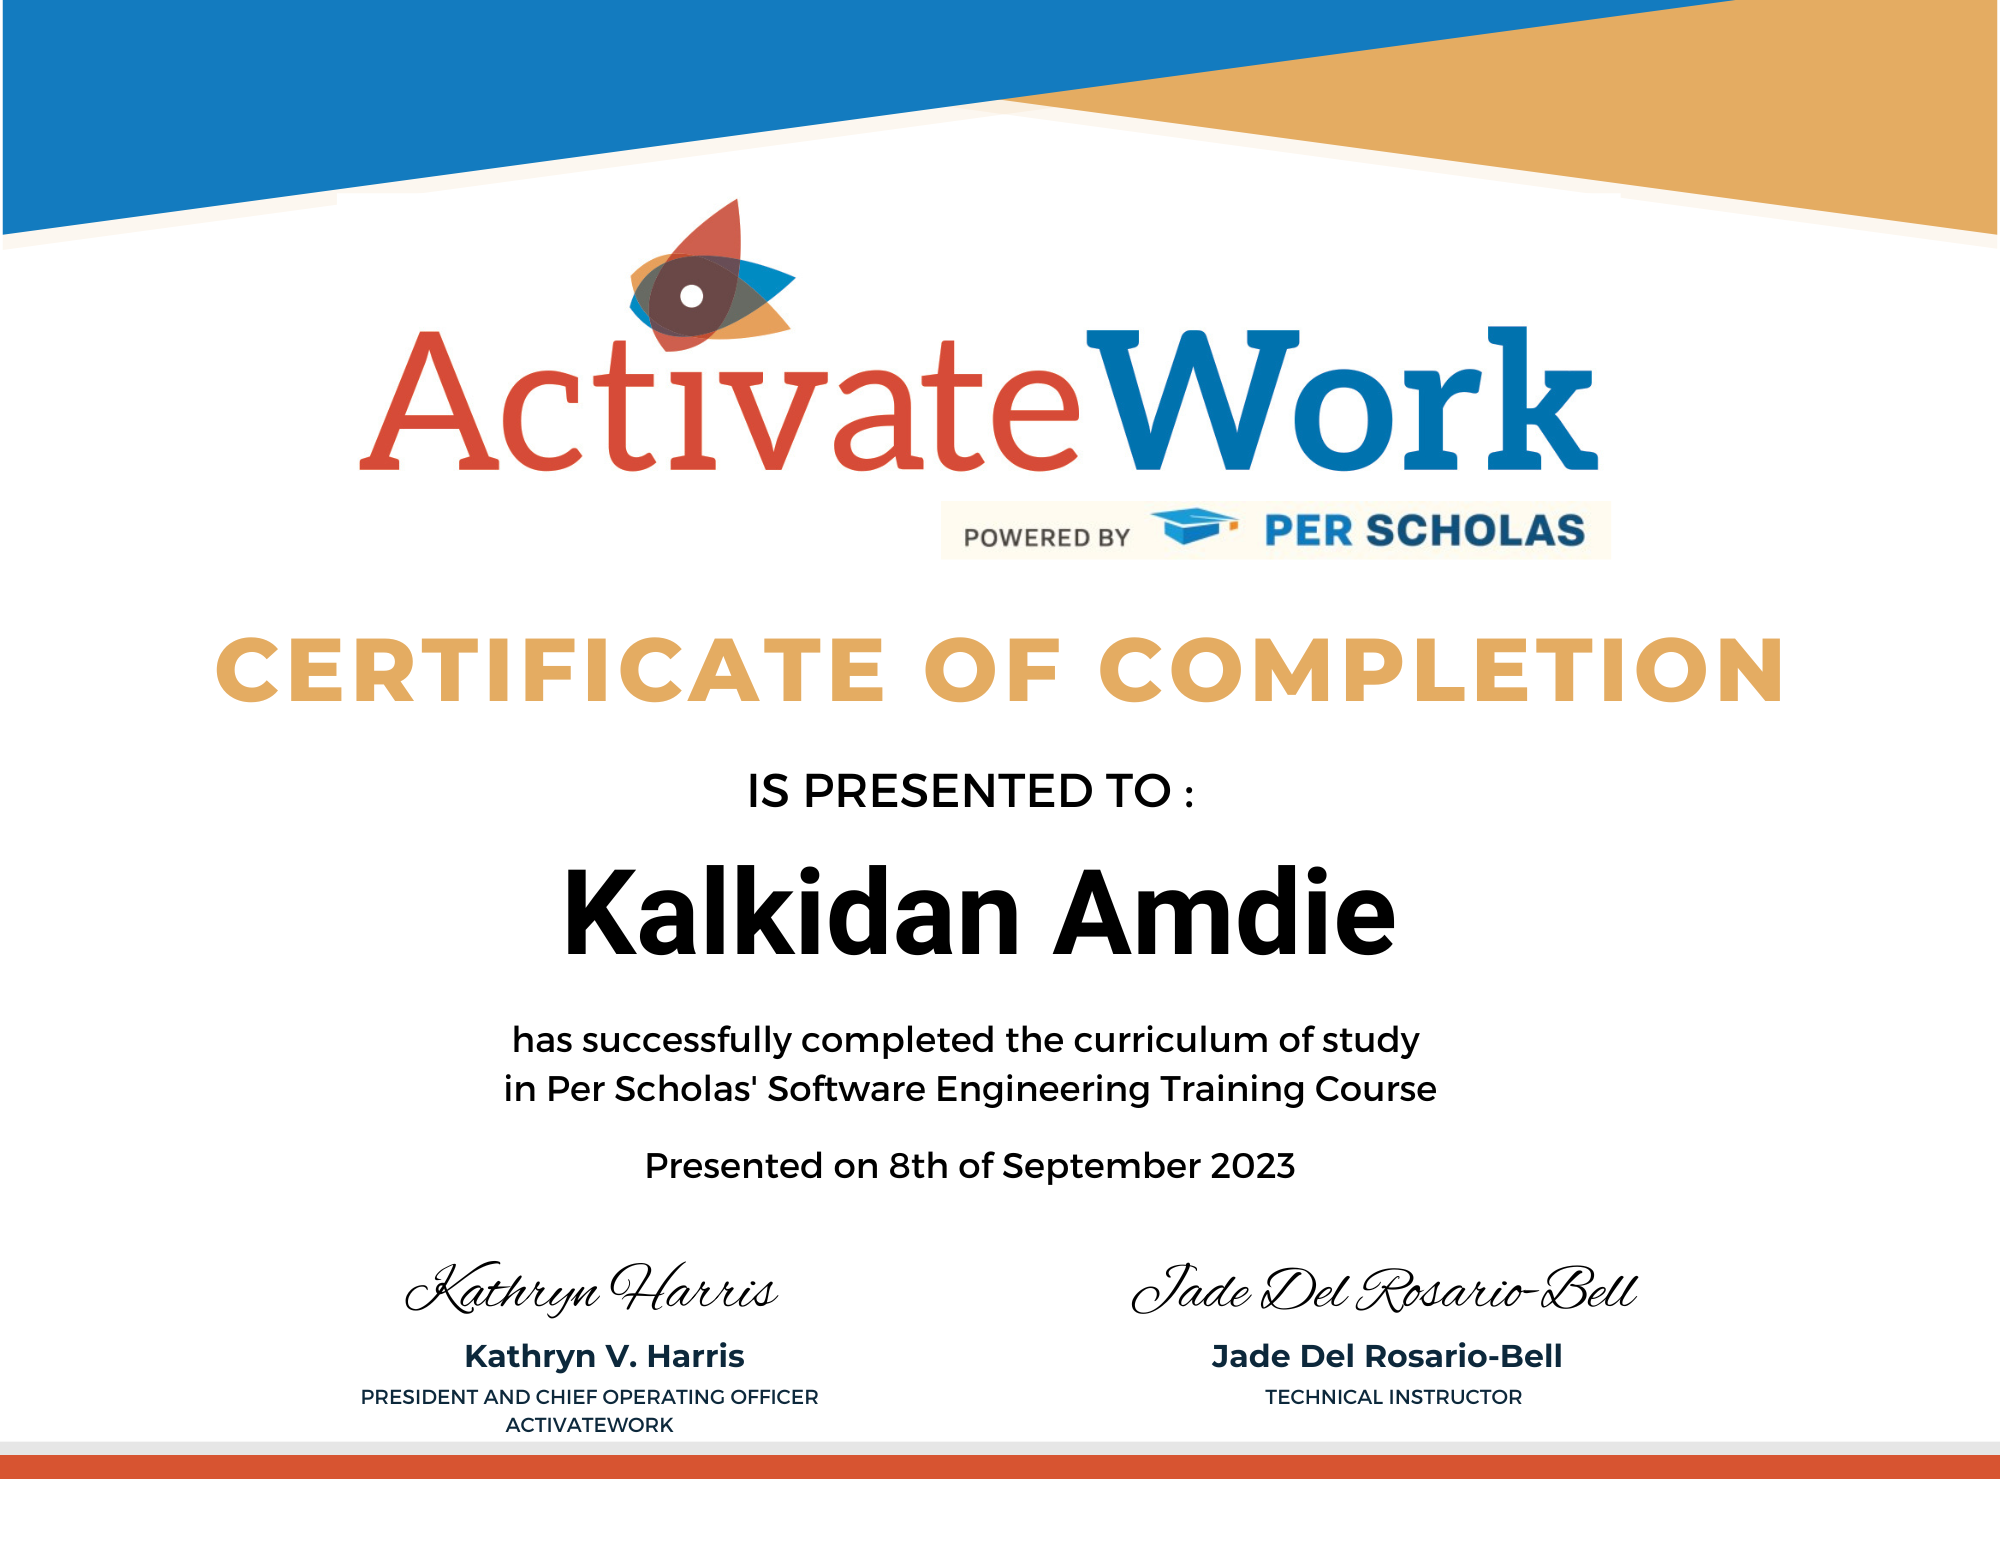 ActivateWork
POWERED BY PER SCHOLAS
CERTIFICATE OF COMPLETION
IS PRESENTED TO :
Kalkidan Amdie
has successfully completed the curriculum of study
in Per Scholas' Software Engineering Training Course
Presented on 8th of September 2023
Kathryn Harris
Kathryn V. Harris
PRESIDENT AND CHIEF OPERATING OFFICER
ACTIVATEWORK
Jade Del Rosario-Bell
Jade Del Rosario-Bell
TECHNICAL INSTRUCTOR